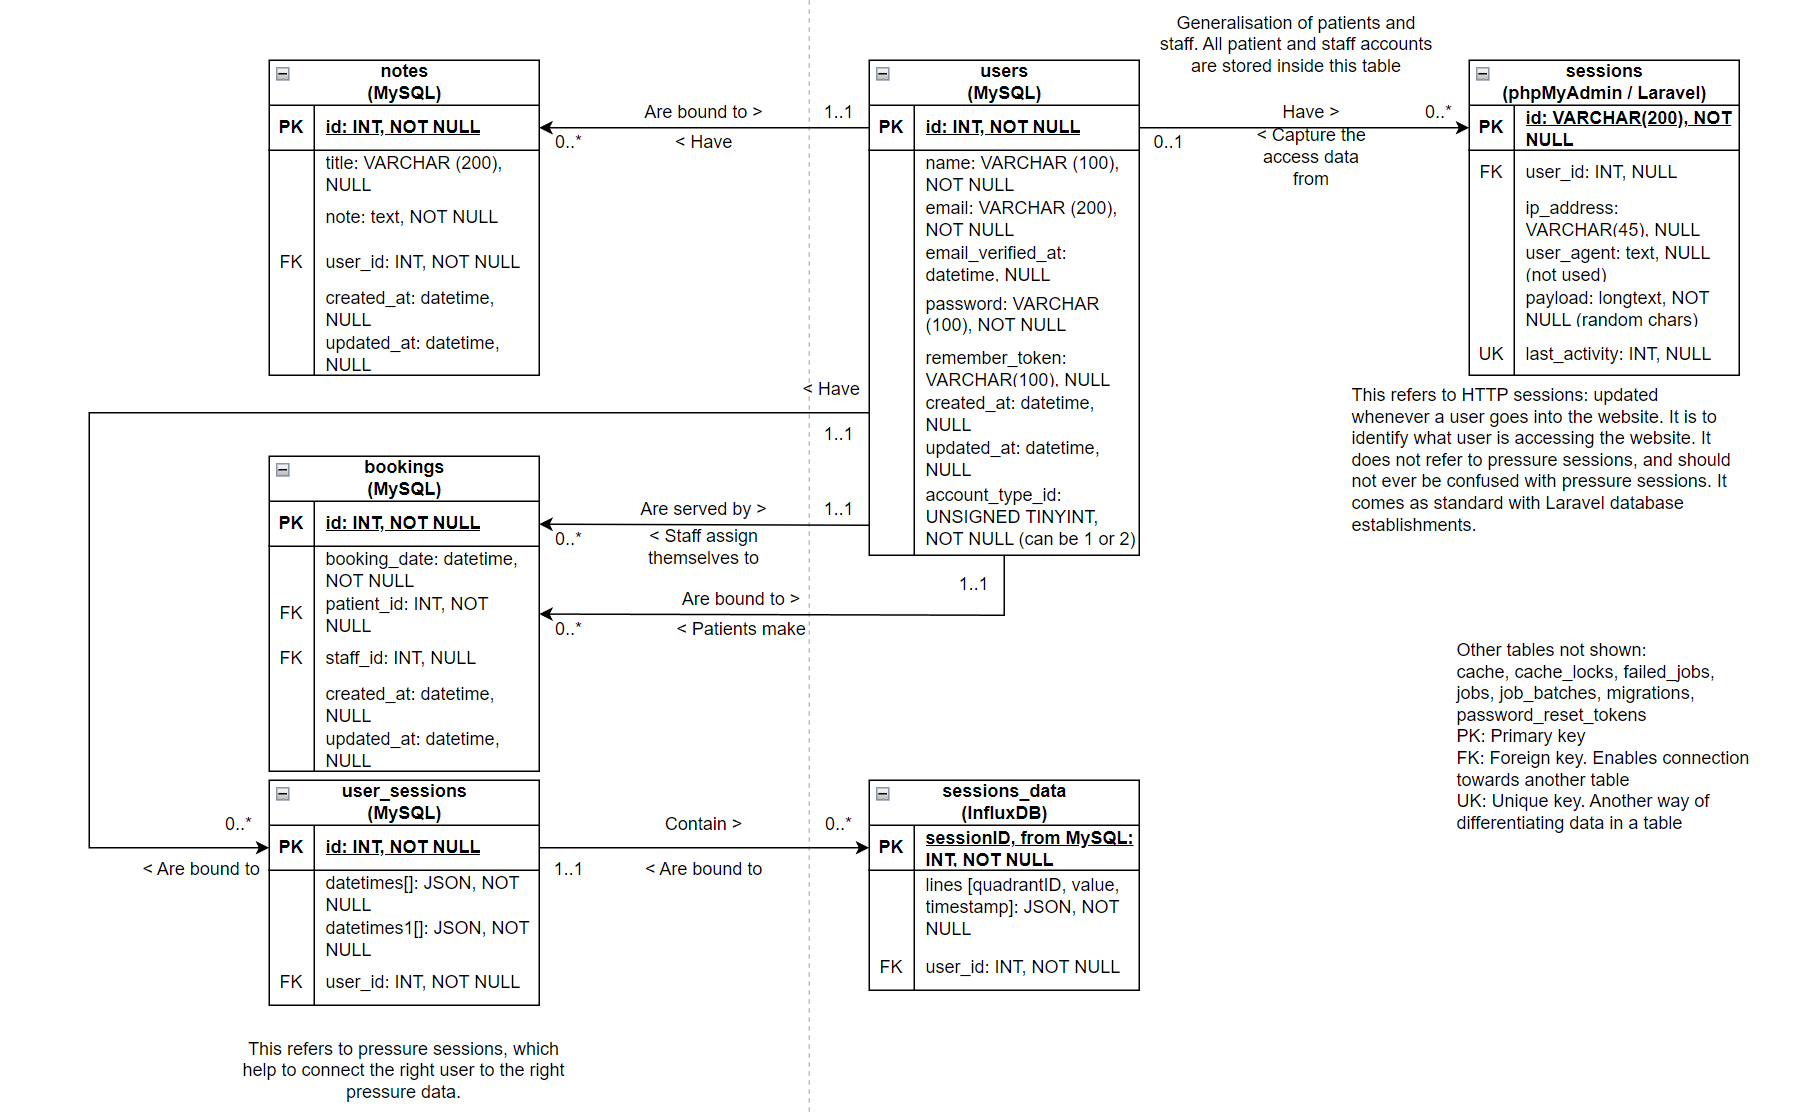 Generalisation of patients and
staff. All patient and staff accounts
are stored inside this table
notes
(MySQL)
PK
id: INT, NOT NULL
title: VARCHAR (200),
NULL
note: text, NOT NULL
FK
user_id: INT, NOT NULL
created_at: datetime,
NULL
updated_at: datetime,
NULL
Are bound to >
1..1
0..*
< Have
users
(MySQL)
PK
id: INT, NOT NULL
name: VARCHAR (100),
NOT NULL
email: VARCHAR (200),
NOT NULL
email_verified_at:
datetime, NULL
password: VARCHAR
(100), NOT NULL
remember_token:
VARCHAR(100), NULL
created_at: datetime,
NULL
updated_at: datetime,
NULL
account_type_id:
UNSIGNED TINYINT,
NOT NULL (can be 1 or 2)
Have >
0..*
0..1
< Capture the
access data
from
sessions
(phpMyAdmin / Laravel)
PK
id: VARCHAR(200), NOT
NULL
FK
user_id: INT, NULL
ip_address:
VARCHAR(45), NULL
user_agent: text, NULL
(not used)
payload: longtext, NOT
NULL (random chars)
UK
last_activity: INT, NULL
This refers to HTTP sessions: updated
whenever a user goes into the website. It is to
identify what user is accessing the website. It
does not refer to pressure sessions, and should
not ever be confused with pressure sessions. It
comes as standard with Laravel database
establishments.
< Have
1..1
bookings
(MySQL)
PK
id: INT, NOT NULL
booking_date: datetime,
NOT NULL
FK
patient_id: INT, NOT
NULL
FK
staff_id: INT, NULL
created_at: datetime,
NULL
updated_at: datetime,
NULL
Are served by >
1..1
0..*
< Staff assign
themselves to
1..1
Are bound to >
0..*
< Patients make
Other tables not shown:
cache, cache_locks, failed_jobs,
jobs, job_batches, migrations,
password_reset_tokens
PK: Primary key
FK: Foreign key. Enables connection
towards another table
UK: Unique key. Another way of
differentiating data in a table
0..*
< Are bound to
user_sessions
(MySQL)
PK
id: INT, NOT NULL
datetimes[]: JSON, NOT
NULL
datetimes1[]: JSON, NOT
NULL
FK
user_id: INT, NOT NULL
Contain >
0..*
1..1
< Are bound to
sessions_data
(InfluxDB)
PK
sessionID, from MySQL:
INT, NOT NULL
lines [quadrantID, value,
timestamp]: JSON, NOT
NULL
FK
user_id: INT, NOT NULL
This refers to pressure sessions, which
help to connect the right user to the right
pressure data.